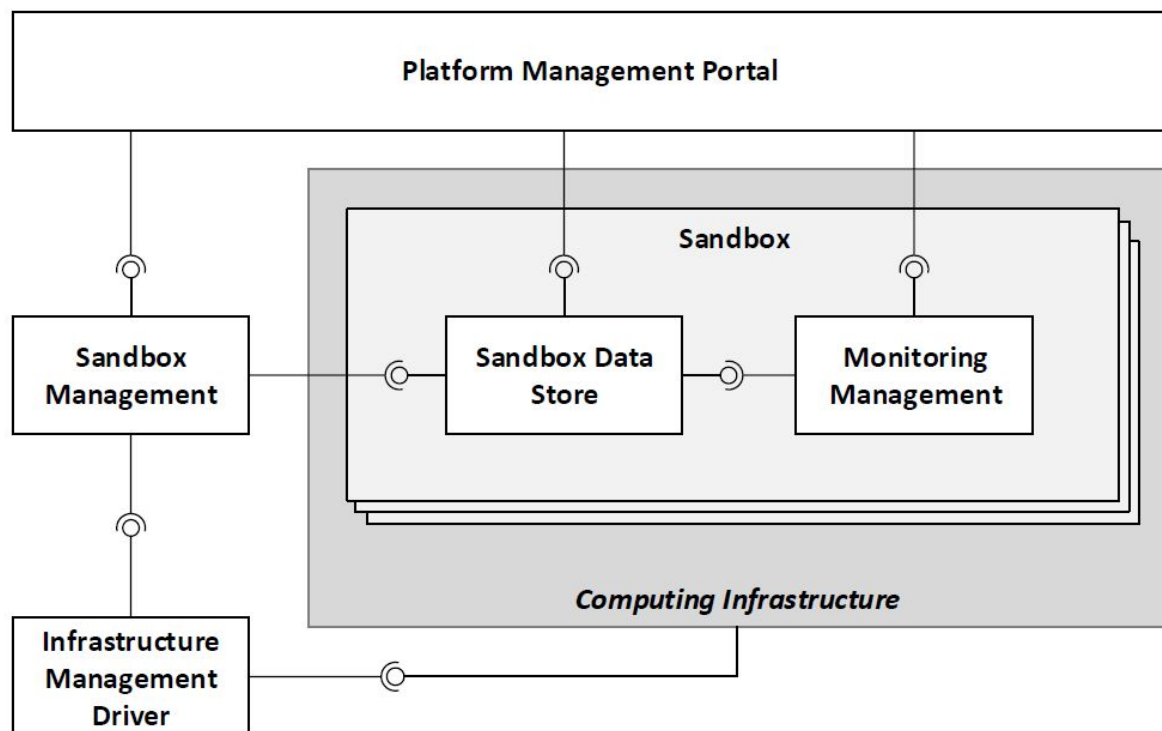 Platform Management Portal
Sandbox
Sandbox
Management
Sandbox Data
Store
Monitoring
Management
Computing Infrastructure
Infrastructure
Management
Driver